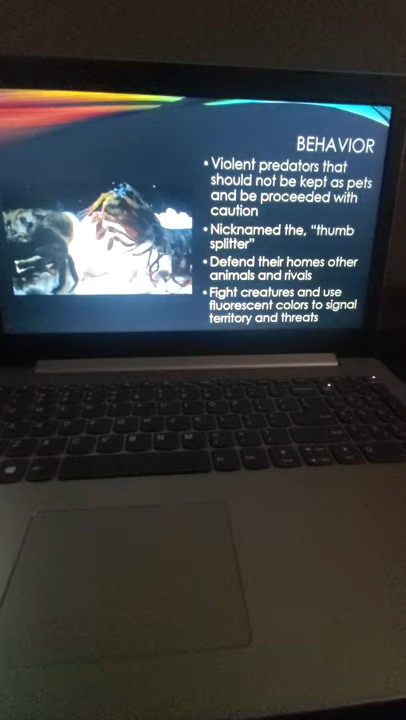 BEHAVIOR
• Violent predators that
should not be kept as pets
and be proceeded with
caution
• Nicknamed the, "thumb
splitter"
• Defend their homes other
animals and rivals
• Fight creatures and use
fluorescent colors to signal
territory and threats